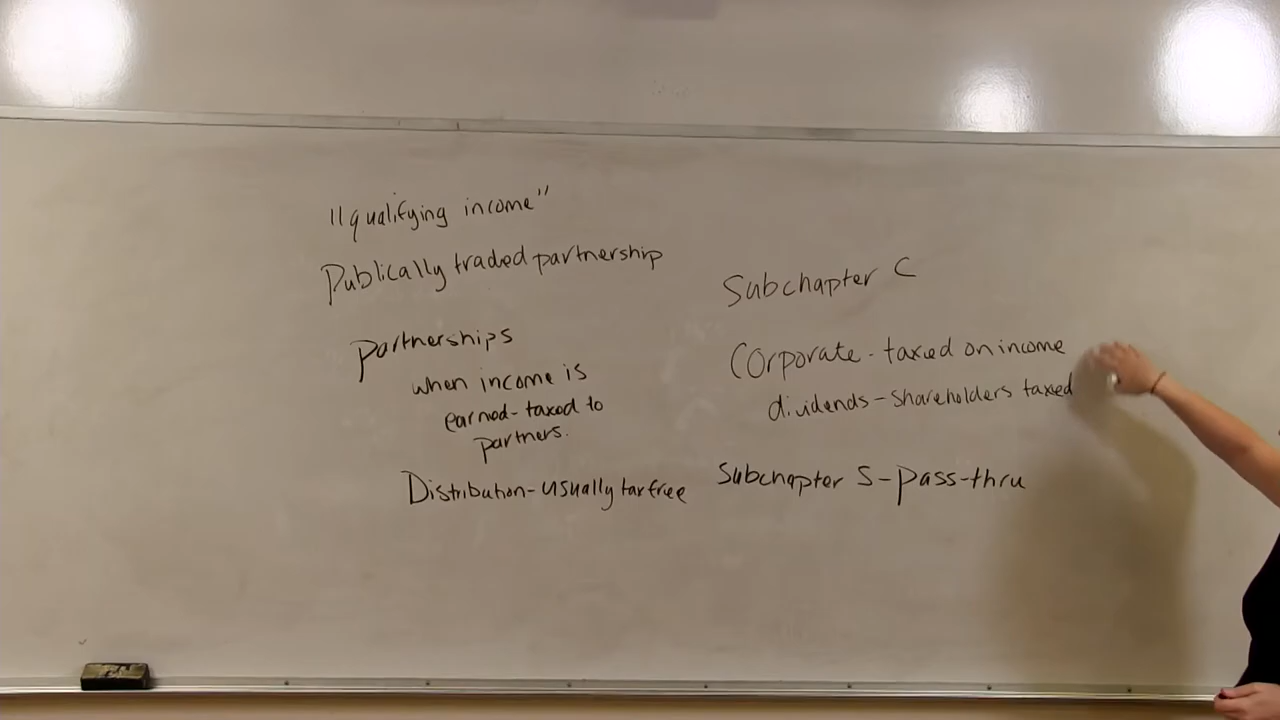 "qualifying income"
Publically traded partnership
Partnerships
when income is
earned-taxed to
partners.
Distribution-usually tax free
Subchapter C
Corporate - taxed on income
dividends - shareholders taxed
Subchapter S-pass-thru